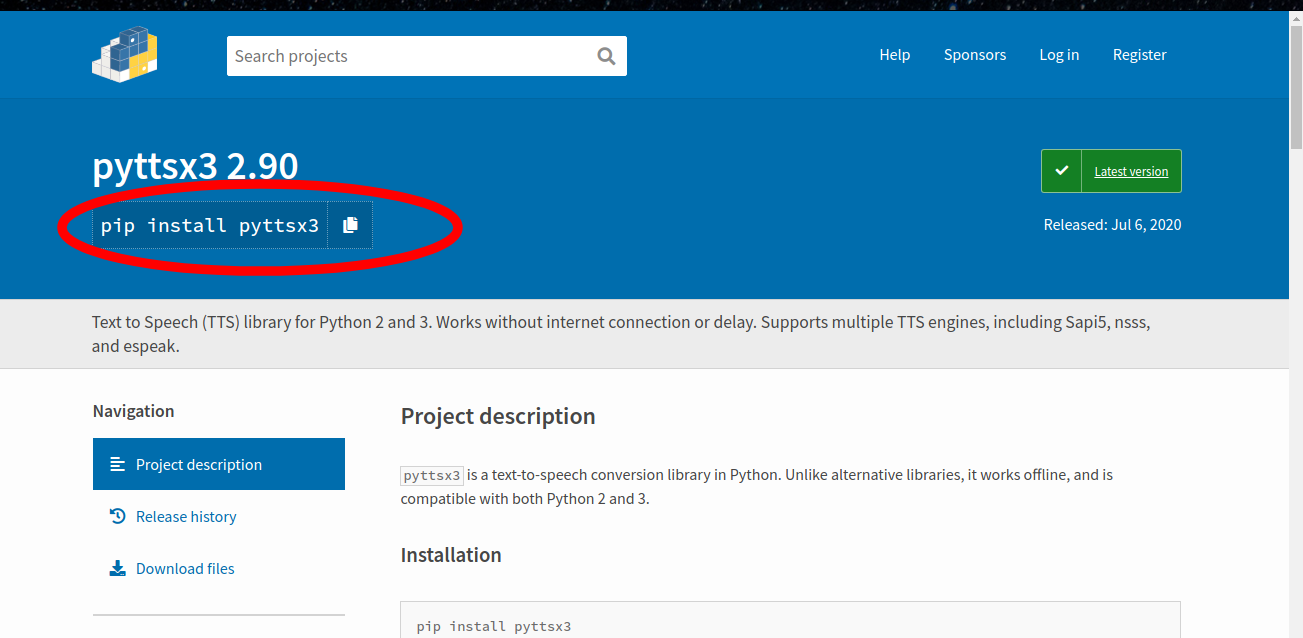 Search projects
Help
Sponsors
Log in
Register
pyttsx3 2.90
pip install pyttsx3
Latest version
Released: Jul 6, 2020
Text to Speech (TTS) library for Python 2 and 3. Works without internet connection or delay. Supports multiple TTS engines, including Sapi5, nsss,
and espeak.
Navigation
Project description
Release history
Download files
Project description
pyttsx3 is a text-to-speech conversion library in Python. Unlike alternative libraries, it works offline, and is
compatible with both Python 2 and 3.
Installation
pip install pyttsx3